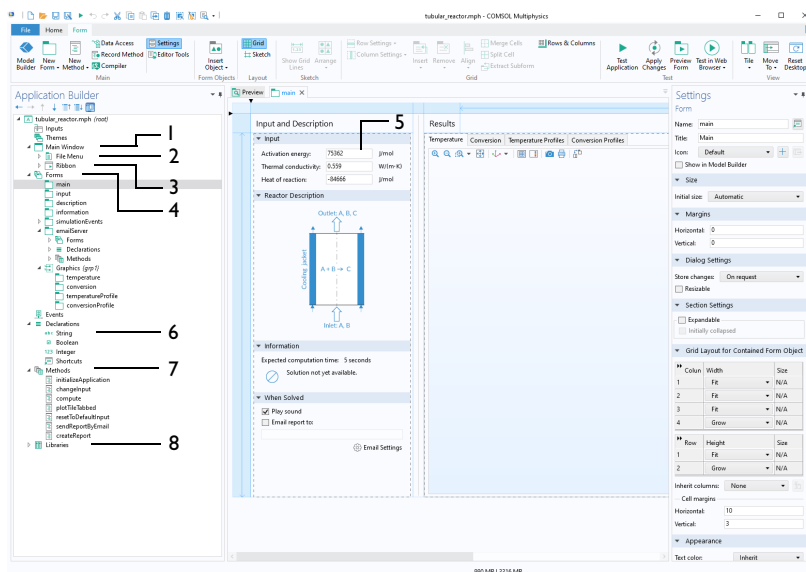 tubular_reactor.mph - COMSOL Multiphysics
File Home Form
Model Builder
New Form
New Method
Data Access
Record Method
Compiler
Settings
Editor Tools
Insert Object
Grid
Sketch
Show Grid Lines
Arrange
Row Settings
Column Settings
Insert
Remove
Align
Merge Cells
Split Cell
Extract Subform
Rows & Columns
Test Application
Apply Changes
Preview Form
Test in Web Browser
Tile
Move To
Reset Desktop
Main
Form Objects
Layout
Sketch
Grid
Test
View
Application Builder
tubular_reactor.mph (root)
Inputs
Themes
Main Window
1
File Menu
2
Ribbon
3
Forms
4
main
input
description
information
simulationEvents
emailServer
Forms
Declarations
Methods
Graphics (grp1)
temperature
conversion
temperatureProfile
conversionProfile
Events
Declarations
String
6
Boolean
Integer
Shortcuts
Methods
7
initializeApplication
changeInput
compute
plotTileTabbed
resetToDefaultInput
sendReportByEmail
createReport
Libraries
8
Preview main
Input and Description
5
Input
Activation energy: 75362 J/mol
Thermal conductivity: 0.559 W/(m·K)
Heat of reaction: -84666 J/mol
Reactor Description
Outlet: A, B, C
Cooling jacket
A + B → C
Inlet: A, B
Information
Expected computation time: 5 seconds
Solution not yet available.
When Solved
Play sound
Email report to:
Email Settings
Results
Temperature Conversion Temperature Profiles Conversion Profiles
Settings
Form
Name: main
Title: Main
Icon: Default
Show in Model Builder
Size
Initial size: Automatic
Margins
Horizontal: 0
Vertical: 0
Dialog Settings
Store changes: On request
Resizable
Section Settings
Expandable
Initially collapsed
Grid Layout for Contained Form Object
Colun Width Size
1 Fit N/A
2 Fit N/A
3 Fit N/A
4 Grow N/A
Row Height Size
1 Fit N/A
2 Grow N/A
Inherit columns: None
Cell margins
Horizontal: 10
Vertical: 3
Appearance
Text color: Inherit